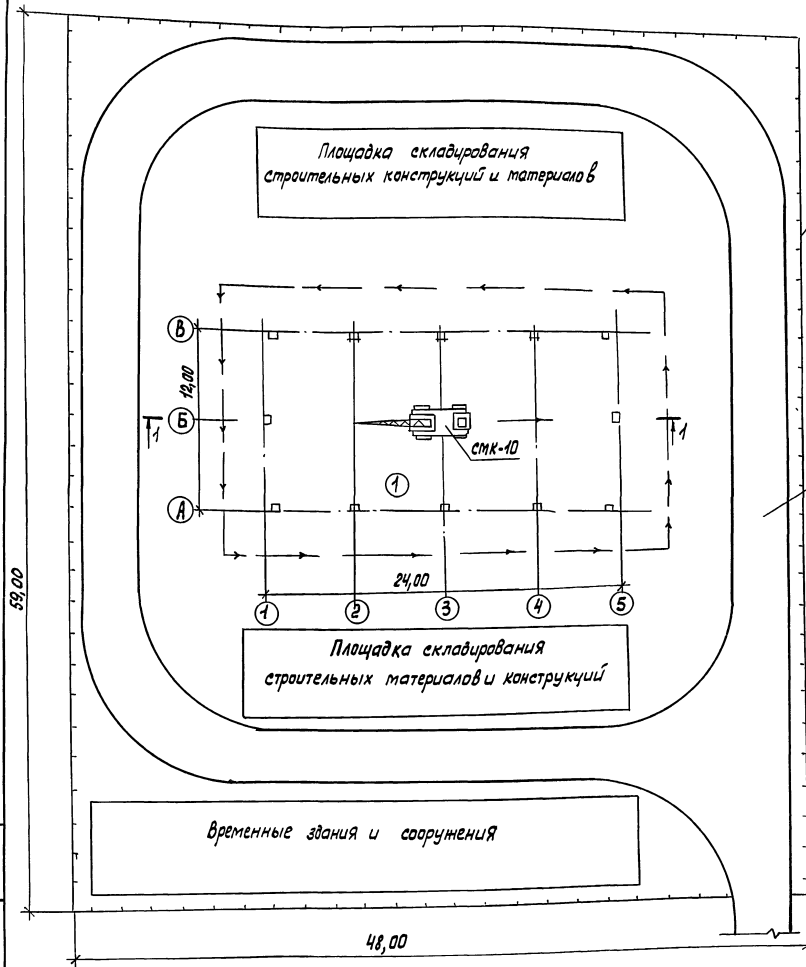 Площадка складирования
строительных конструкций и материалов
В
12,00
Б
1
1
смк-10
1
А
59,00
24,00
1
2
3
4
5
Площадка складирования
строительных материалов и конструкций
Временные здания и сооружения
48,00